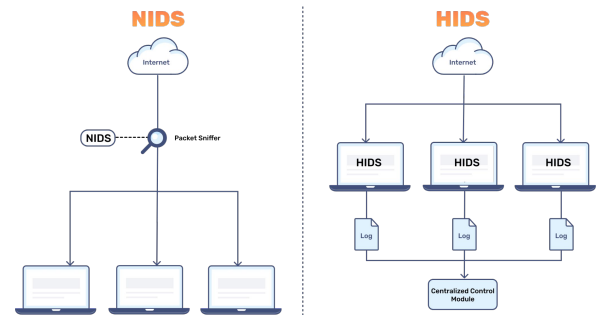 NIDS
Internet
NIDS
Packet Sniffer
HIDS
Internet
HIDS
HIDS
HIDS
Log
Log
Log
Centralized Control
Module